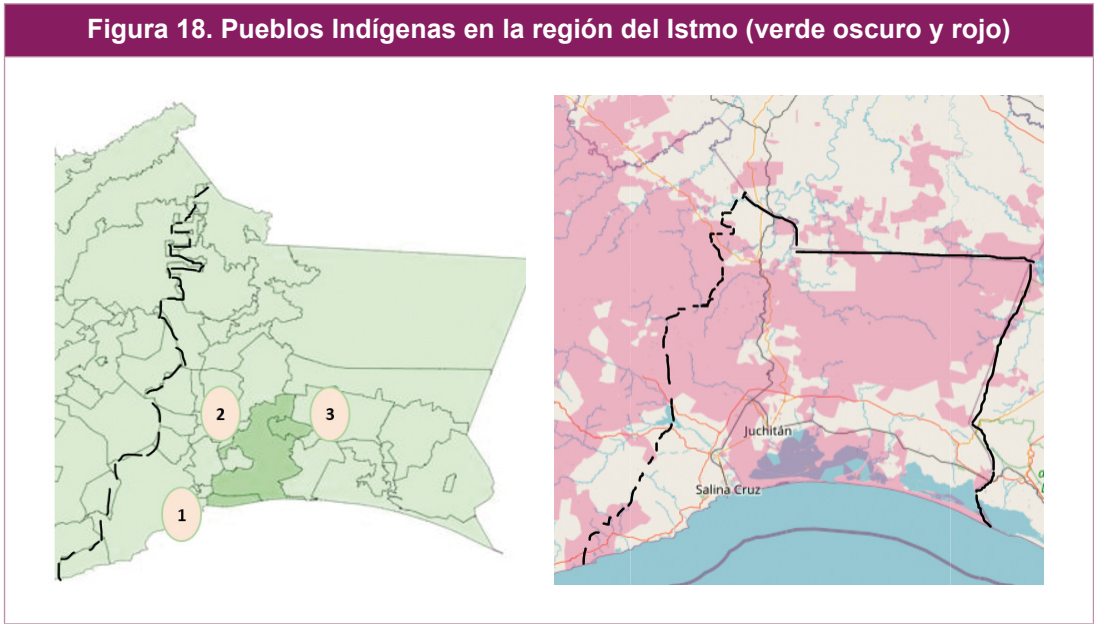 Figura 18. Pueblos Indígenas en la región del Istmo (verde oscuro y rojo)
2
3
1
Juchitán
Salina Cruz